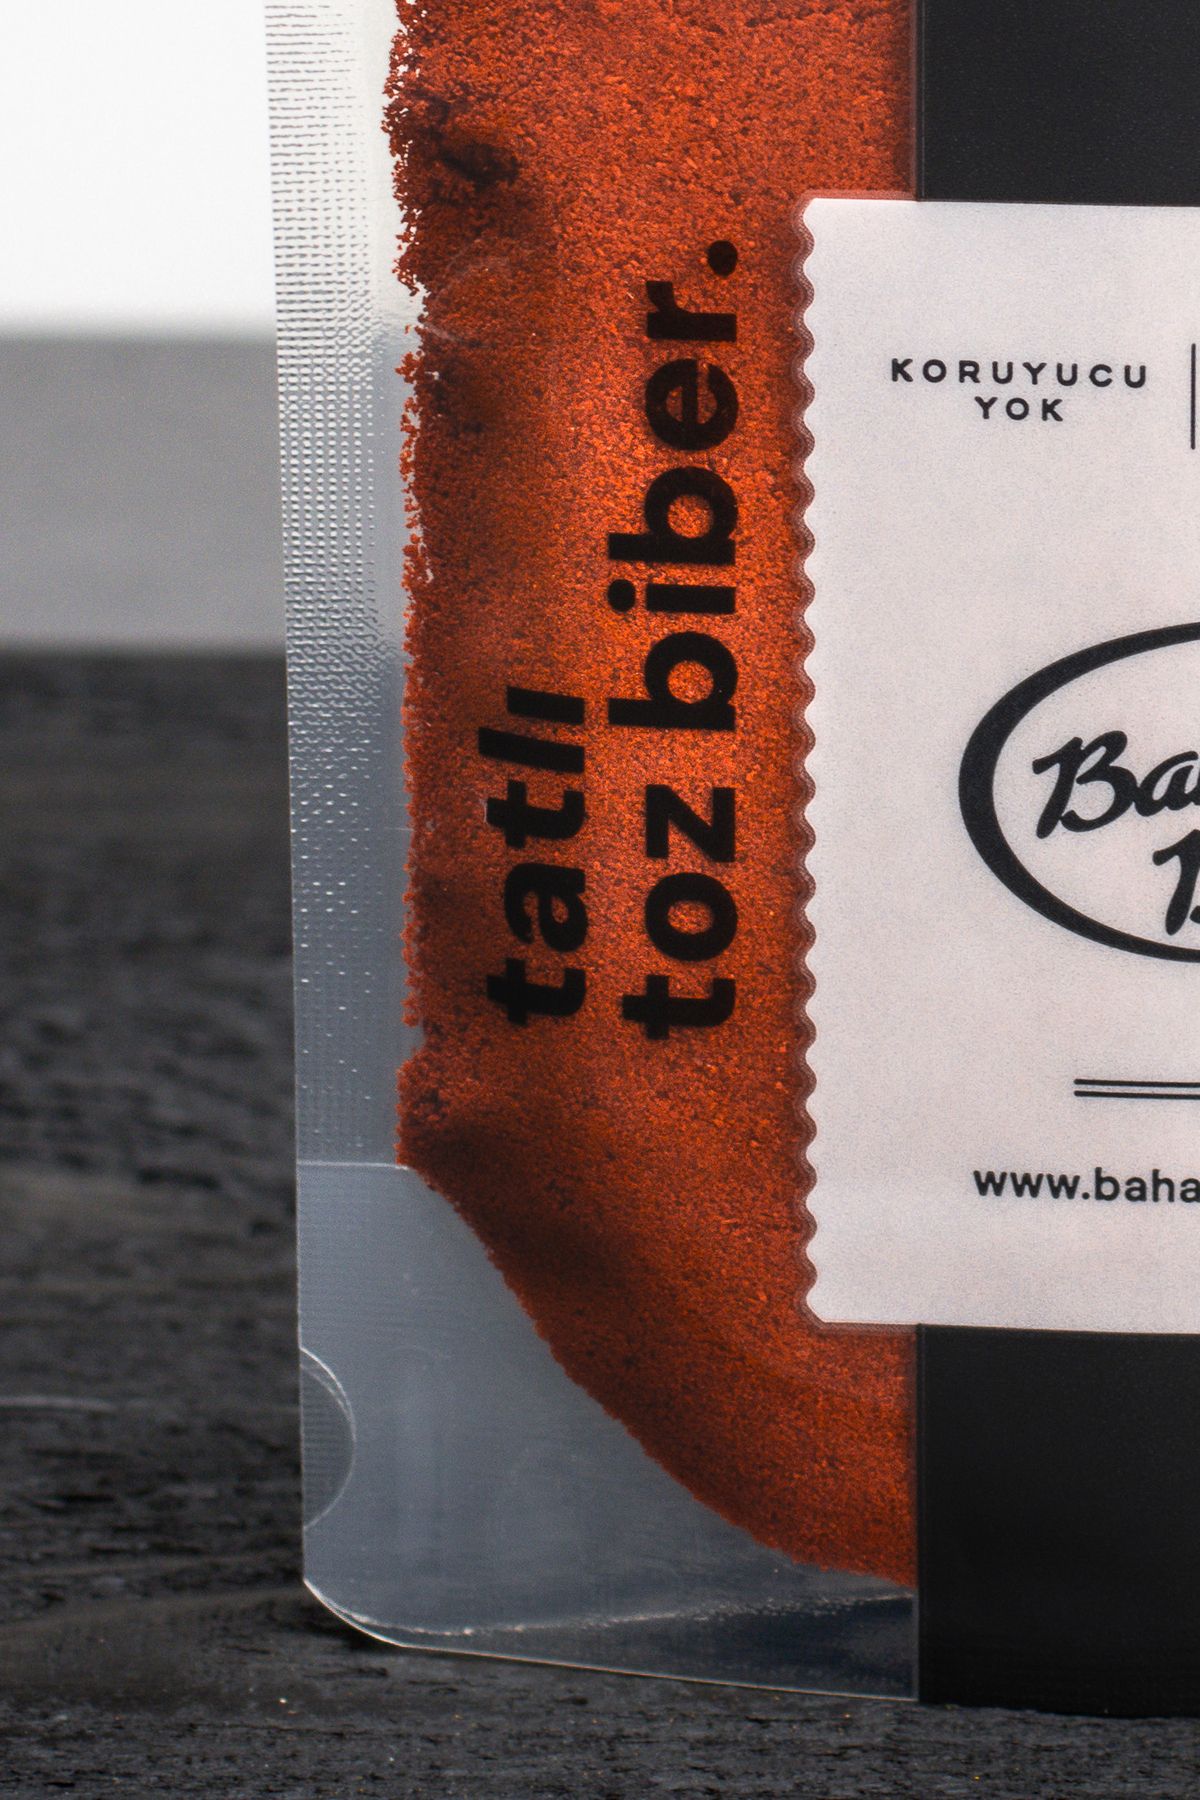 tatlı
toz biber.
KORUYUCU
YOK
www.baha